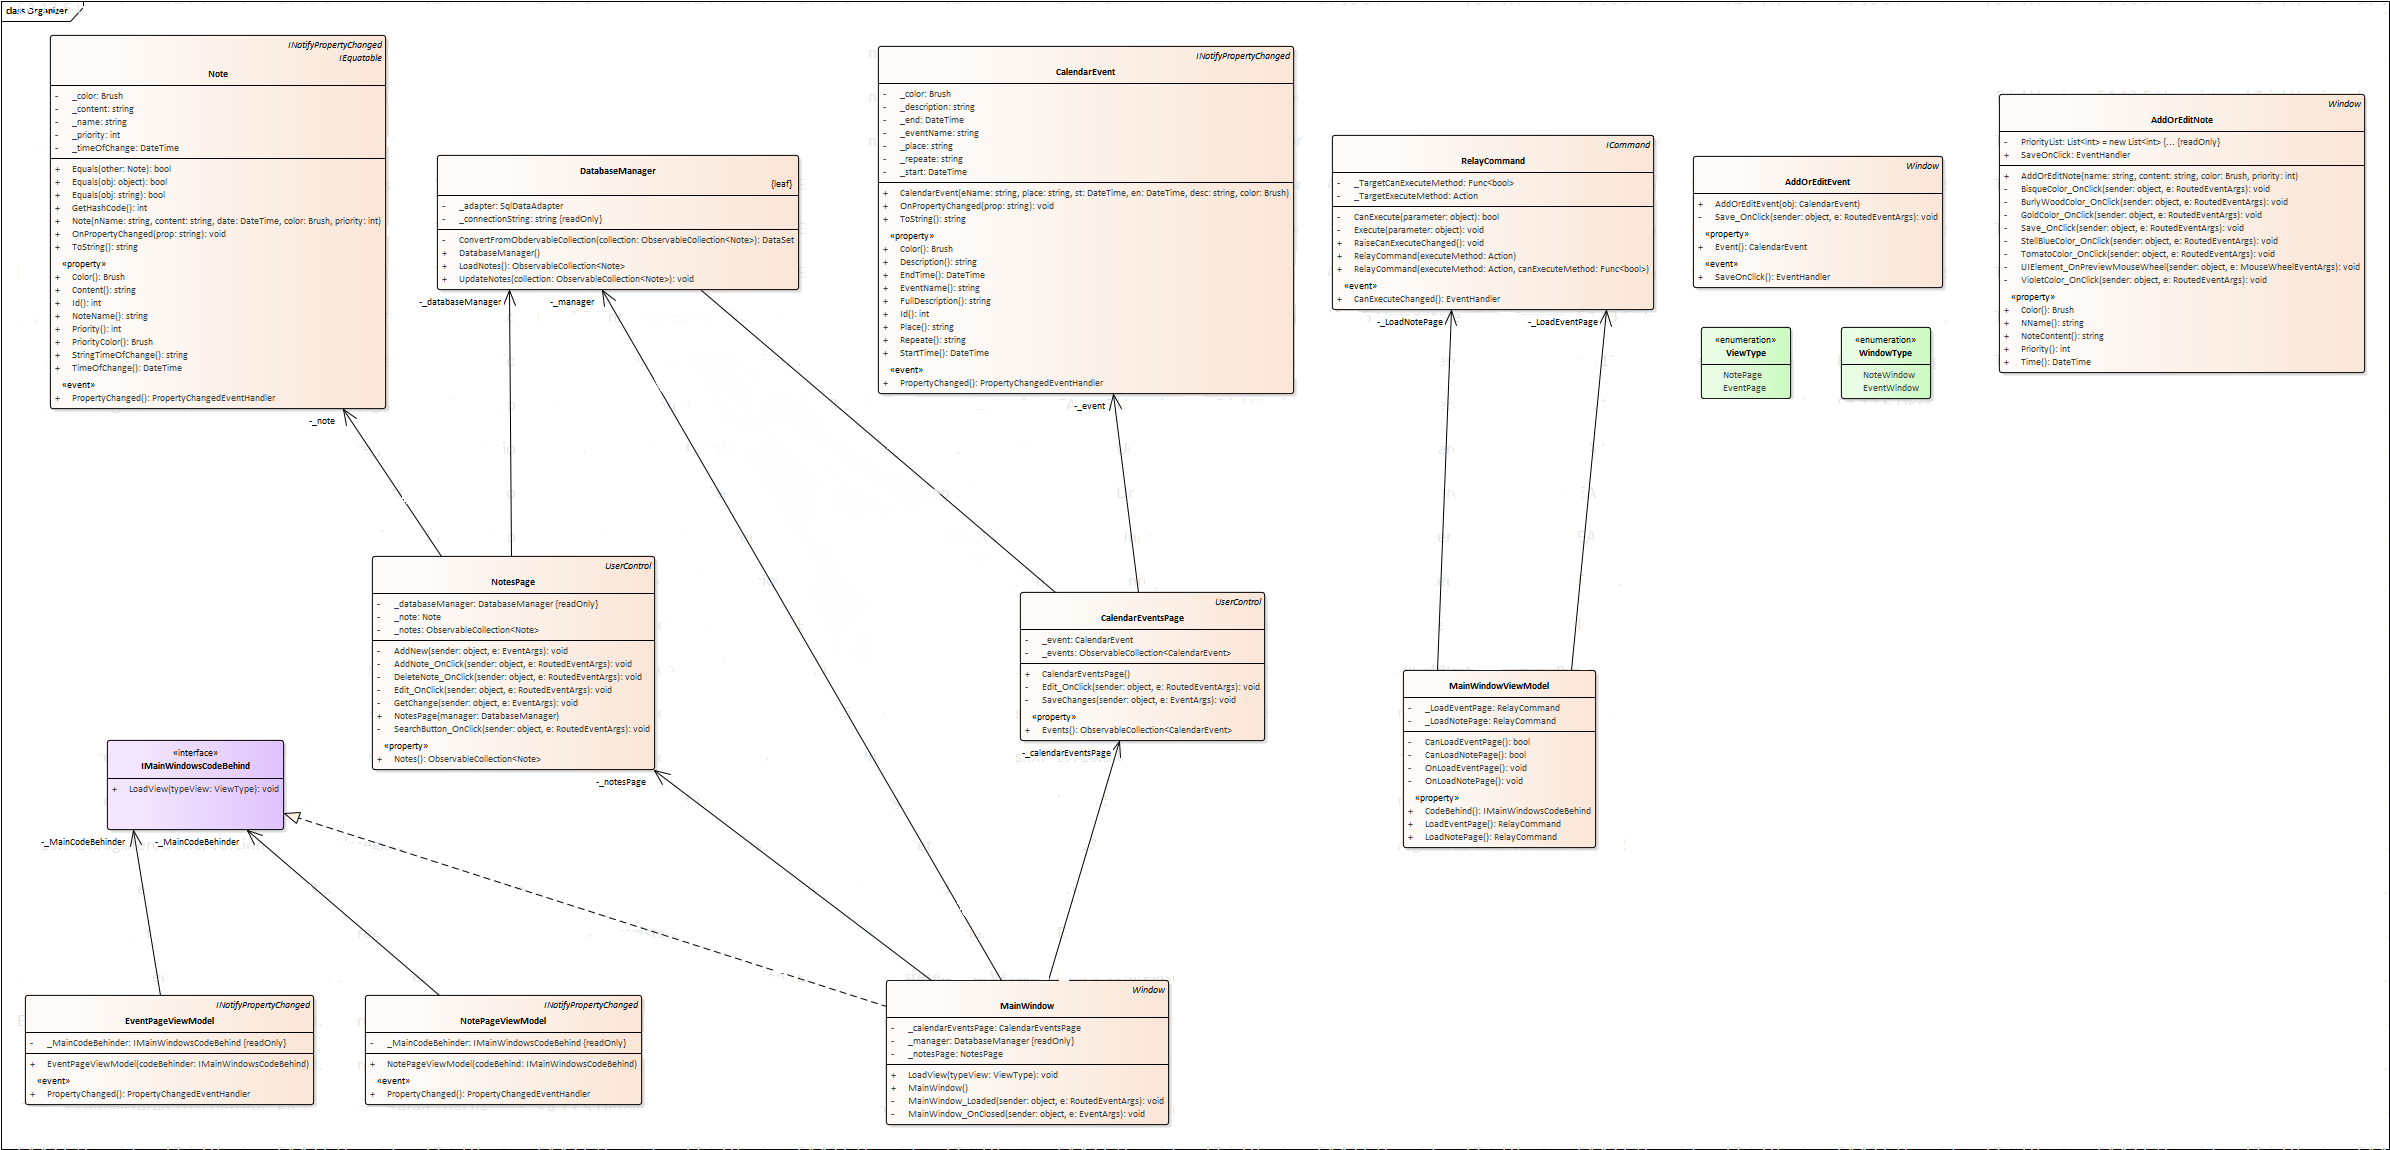 class Organizer
INotifyPropertyChanged
IEquatable
Note
- _color: Brush
- _content: string
- _name: string
- _priority: int
- _timeOfChange: DateTime
+ Equals(other: Note): bool
+ Equals(obj: object): bool
+ Equals(obj: string): bool
+ GetHashCode(): int
+ Note(nName: string, content: string, date: DateTime, color: Brush, priority: int)
+ OnPropertyChanged(prop: string): void
+ ToString(): string
«property»
+ Color(): Brush
+ Content(): string
+ Id(): int
+ NoteName(): string
+ Priority(): int
+ PriorityColor(): Brush
+ StringTimeOfChange(): string
+ TimeOfChange(): DateTime
«event»
+ PropertyChanged(): PropertyChangedEventHandler
-_note
DatabaseManager
{leaf}
- _adapter: SqlDataAdapter
- _connectionString: string {readOnly}
- ConvertFromObdervableCollection(collection: ObservableCollection<Note>): DataSet
+ DatabaseManager()
+ LoadNotes(): ObservableCollection<Note>
+ UpdateNotes(collection: ObservableCollection<Note>): void
-_databaseManager
-_manager
INotifyPropertyChanged
CalendarEvent
- _color: Brush
- _description: string
- _end: DateTime
- _eventName: string
- _place: string
- _repeate: string
- _start: DateTime
+ CalendarEvent(eName: string, place: string, st: DateTime, en: DateTime, desc: string, color: Brush)
+ OnPropertyChanged(prop: string): void
+ ToString(): string
«property»
+ Color(): Brush
+ Description(): string
+ EndTime(): DateTime
+ EventName(): string
+ FullDescription(): string
+ Id(): int
+ Place(): string
+ Repeate(): string
+ StartTime(): DateTime
«event»
+ PropertyChanged(): PropertyChangedEventHandler
-_event
ICommand
RelayCommand
- _TargetCanExecuteMethod: Func<bool>
- _TargetExecuteMethod: Action
- CanExecute(parameter: object): bool
- Execute(parameter: object): void
+ RaiseCanExecuteChanged(): void
+ RelayCommand(executeMethod: Action)
+ RelayCommand(executeMethod: Action, canExecuteMethod: Func<bool>)
«event»
+ CanExecuteChanged(): EventHandler
-_LoadNotePage
-_LoadEventPage
Window
AddOrEditEvent
+ AddOrEditEvent(obj: CalendarEvent)
- Save_OnClick(sender: object, e: RoutedEventArgs): void
«property»
+ Event(): CalendarEvent
«event»
+ SaveOnClick(): EventHandler
«enumeration»
ViewType
NotePage
EventPage
«enumeration»
WindowType
NoteWindow
EventWindow
Window
AddOrEditNote
- PriorityList: List<int> = new List<int> {... {readOnly}
+ SaveOnClick: EventHandler
+ AddOrEditNote(name: string, content: string, color: Brush, priority: int)
- BisqueColor_OnClick(sender: object, e: RoutedEventArgs): void
- BurlyWoodColor_OnClick(sender: object, e: RoutedEventArgs): void
- GoldColor_OnClick(sender: object, e: RoutedEventArgs): void
- Save_OnClick(sender: object, e: RoutedEventArgs): void
- StellBlueColor_OnClick(sender: object, e: RoutedEventArgs): void
- TomatoColor_OnClick(sender: object, e: RoutedEventArgs): void
- UIElement_OnPreviewMouseWheel(sender: object, e: MouseWheelEventArgs): void
- VioletColor_OnClick(sender: object, e: RoutedEventArgs): void
«property»
+ Color(): Brush
+ NName(): string
+ NoteContent(): string
+ Priority(): int
+ Time(): DateTime
UserControl
NotesPage
- _databaseManager: DatabaseManager {readOnly}
- _note: Note
- _notes: ObservableCollection<Note>
- AddNew(sender: object, e: EventArgs): void
- AddNote_OnClick(sender: object, e: RoutedEventArgs): void
- DeleteNote_OnClick(sender: object, e: RoutedEventArgs): void
- Edit_OnClick(sender: object, e: RoutedEventArgs): void
- GetChange(sender: object, e: EventArgs): void
+ NotesPage(manager: DatabaseManager)
- SearchButton_OnClick(sender: object, e: RoutedEventArgs): void
«property»
+ Notes(): ObservableCollection<Note>
-_notesPage
UserControl
CalendarEventsPage
- _event: CalendarEvent
- _events: ObservableCollection<CalendarEvent>
+ CalendarEventsPage()
- Edit_OnClick(sender: object, e: RoutedEventArgs): void
- SaveChanges(sender: object, e: EventArgs): void
«property»
+ Events(): ObservableCollection<CalendarEvent>
-_calendarEventsPage
MainWindowViewModel
- _LoadEventPage: RelayCommand
- _LoadNotePage: RelayCommand
- CanLoadEventPage(): bool
- CanLoadNotePage(): bool
- OnLoadEventPage(): void
- OnLoadNotePage(): void
«property»
+ CodeBehind(): IMainWindowsCodeBehind
+ LoadEventPage(): RelayCommand
+ LoadNotePage(): RelayCommand
«interface»
IMainWindowsCodeBehind
+ LoadView(typeView: ViewType): void
-_MainCodeBehinder
-_MainCodeBehinder
INotifyPropertyChanged
EventPageViewModel
- _MainCodeBehinder: IMainWindowsCodeBehind {readOnly}
+ EventPageViewModel(codeBehinder: IMainWindowsCodeBehind)
«event»
+ PropertyChanged(): PropertyChangedEventHandler
INotifyPropertyChanged
NotePageViewModel
- _MainCodeBehinder: IMainWindowsCodeBehind {readOnly}
+ NotePageViewModel(codeBehind: IMainWindowsCodeBehind)
«event»
+ PropertyChanged(): PropertyChangedEventHandler
Window
MainWindow
- _calendarEventsPage: CalendarEventsPage
- _manager: DatabaseManager {readOnly}
- _notesPage: NotesPage
+ LoadView(typeView: ViewType): void
+ MainWindow()
- MainWindow_Loaded(sender: object, e: RoutedEventArgs): void
- MainWindow_OnClosed(sender: object, e: EventArgs): void